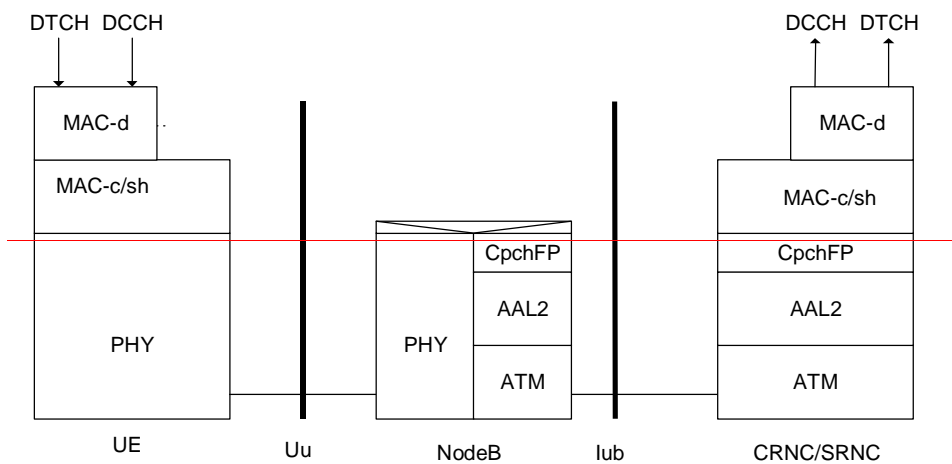 DTCH DCCH
DCCH DTCH
MAC-d
MAC-d
MAC-c/sh
MAC-c/sh
CpchFP
CpchFP
AAL2
AAL2
PHY
PHY
ATM
ATM
UE
Uu
NodeB
Iub
CRNC/SRNC